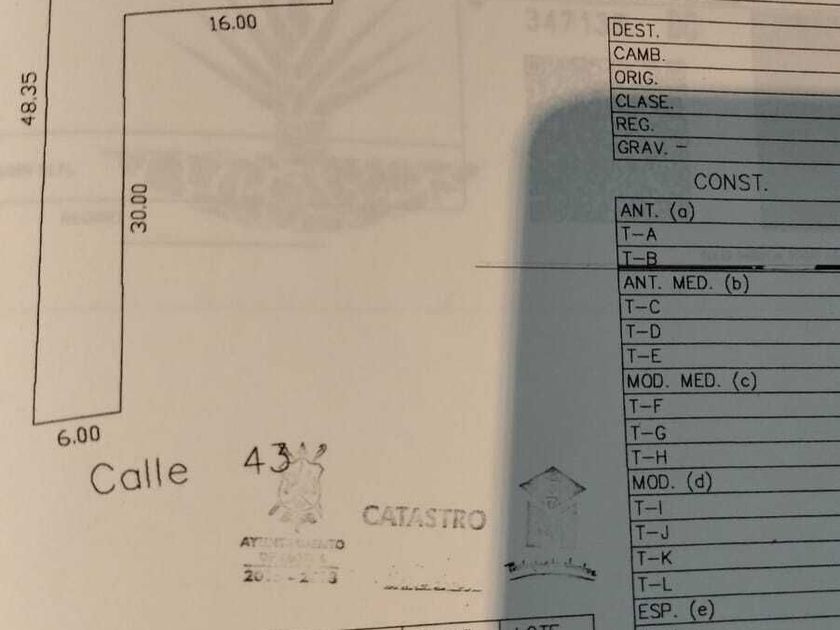 16.00
48.35
30.00
6.00
Calle 43
CATASTRO
AYUNTAMIENTO
DEST.
CAMB.
ORIG.
CLASE.
REG.
GRAV. -
CONST.
ANT. (a)
T-A
T-B
ANT. MED. (b)
T-C
T-D
T-E
MOD. MED. (c)
T-F
T-G
T-H
MOD. (d)
T-I
T-J
T-K
T-L
ESP. (e)